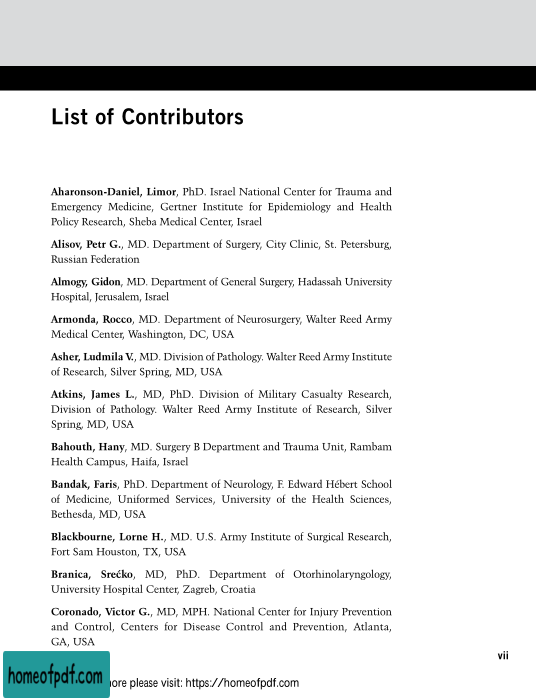 List of Contributors
Aharonson-Daniel, Limor, PhD. Israel National Center for Trauma and
Emergency Medicine, Gertner Institute for Epidemiology and Health
Policy Research, Sheba Medical Center, Israel
Alisov, Petr G., MD. Department of Surgery, City Clinic, St. Petersburg,
Russian Federation
Almogy, Gidon, MD. Department of General Surgery, Hadassah University
Hospital, Jerusalem, Israel
Armonda, Rocco, MD. Department of Neurosurgery, Walter Reed Army
Medical Center, Washington, DC, USA
Asher, Ludmila V., MD. Division of Pathology. Walter Reed Army Institute
of Research, Silver Spring, MD, USA
Atkins, James L., MD, PhD. Division of Military Casualty Research,
Division of Pathology. Walter Reed Army Institute of Research, Silver
Spring, MD, USA
Bahouth, Hany, MD. Surgery B Department and Trauma Unit, Rambam
Health Campus, Haifa, Israel
Bandak, Faris, PhD. Department of Neurology, F. Edward Hébert School
of Medicine, Uniformed Services, University of the Health Sciences,
Bethesda, MD, USA
Blackbourne, Lorne H., MD. U.S. Army Institute of Surgical Research,
Fort Sam Houston, TX, USA
Branica, Srećko, MD, PhD. Department of Otorhinolaryngology,
University Hospital Center, Zagreb, Croatia
Coronado, Victor G., MD, MPH. National Center for Injury Prevention
and Control, Centers for Disease Control and Prevention, Atlanta,
GA, USA
vii
homeofpdf.com
please visit: https://homeofpdf.com